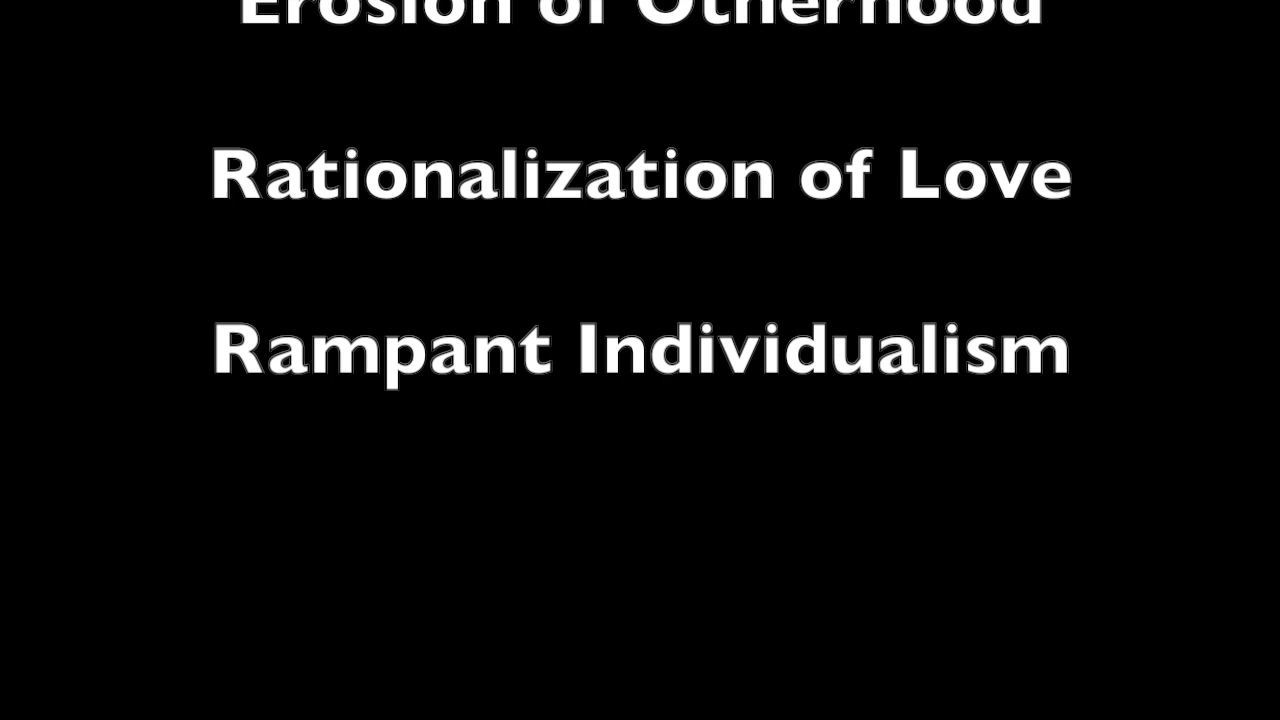 Erosion of Otherhood
Rationalization of Love
Rampant Individualism